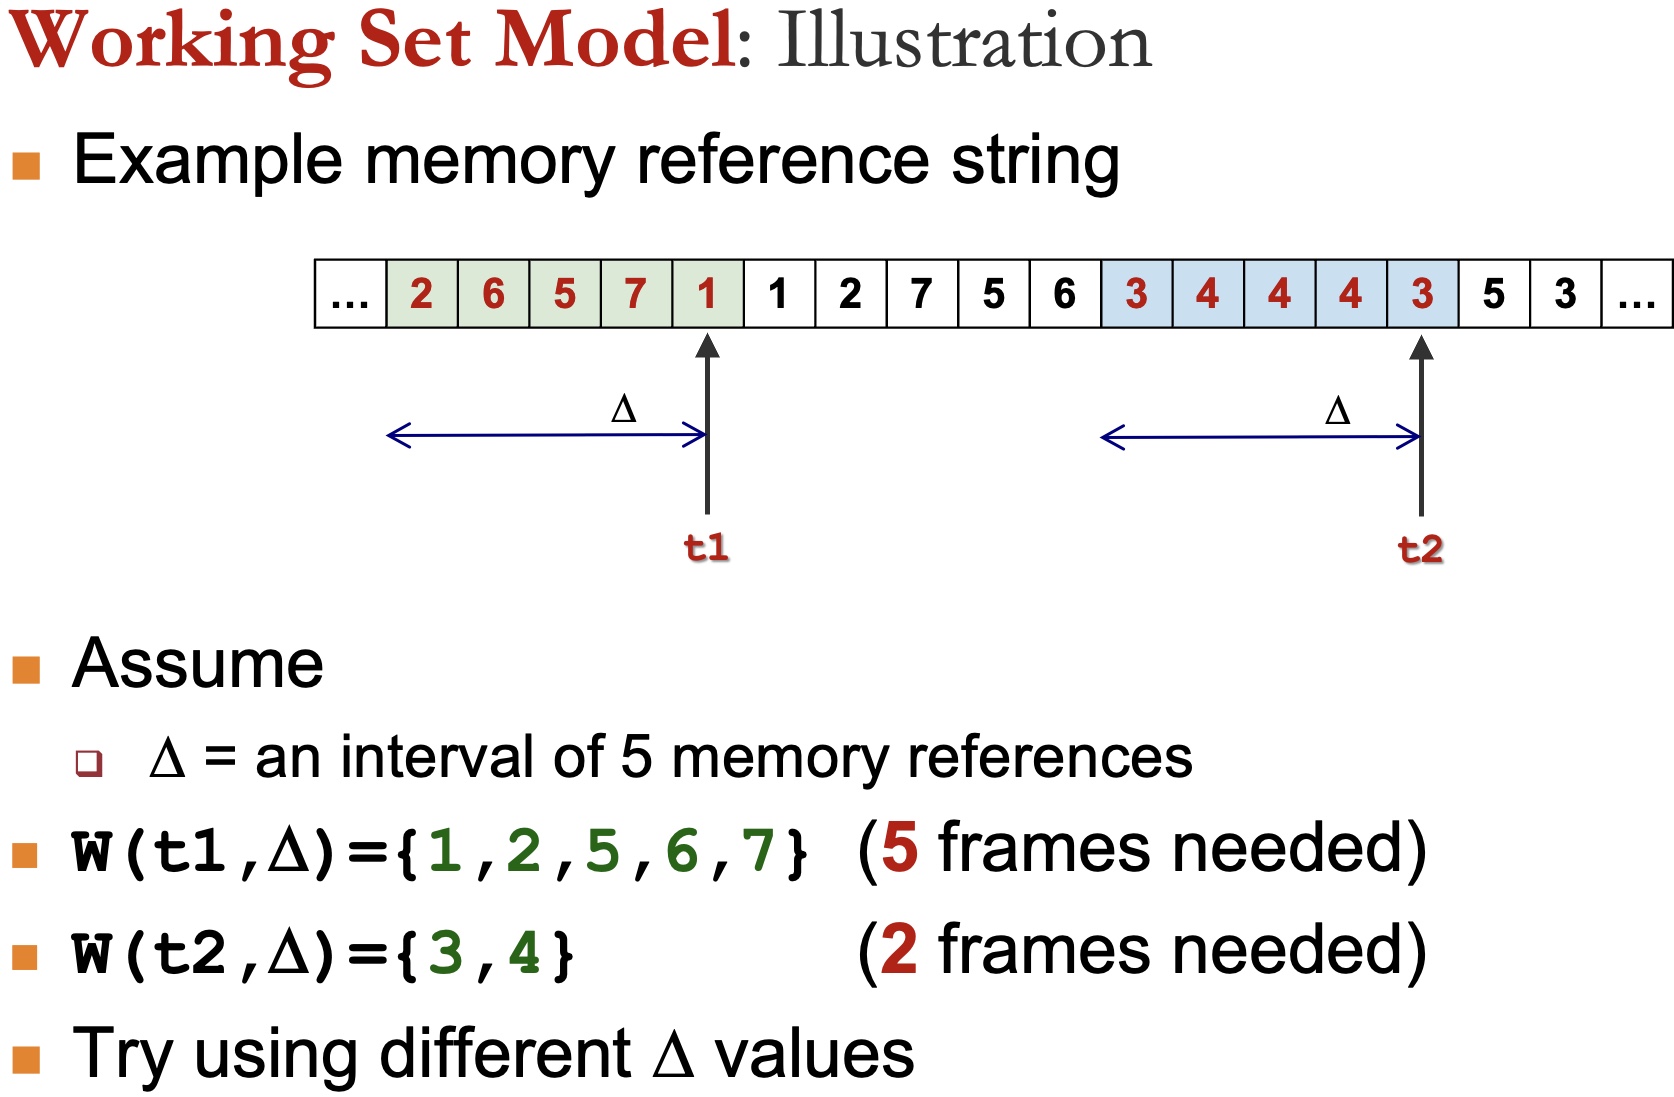 Working Set Model: Illustration
Example memory reference string
... 2 6 5 7 1 1 2 7 5 6 3 4 4 4 3 5 3 ...
Δ Δ
t1 t2
Assume
Δ = an interval of 5 memory references
W(t1,Δ)={1,2,5,6,7} (5 frames needed)
W(t2,Δ)={3,4} (2 frames needed)
Try using different Δ values